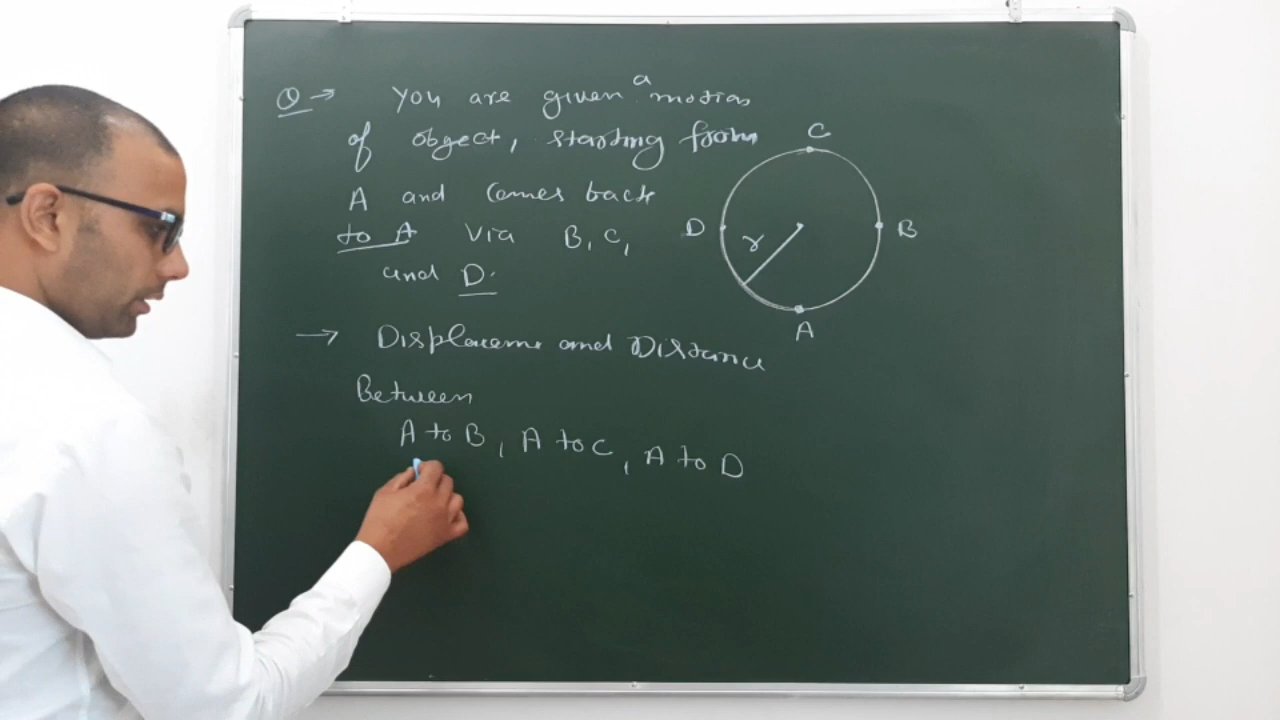 Q → You are given a motion
of object, starting from
A and comes back
to A via B, C,
and D.
→ Displaceme and Distance
Between
A to B, A to C, A to D
C
D
r
B
A